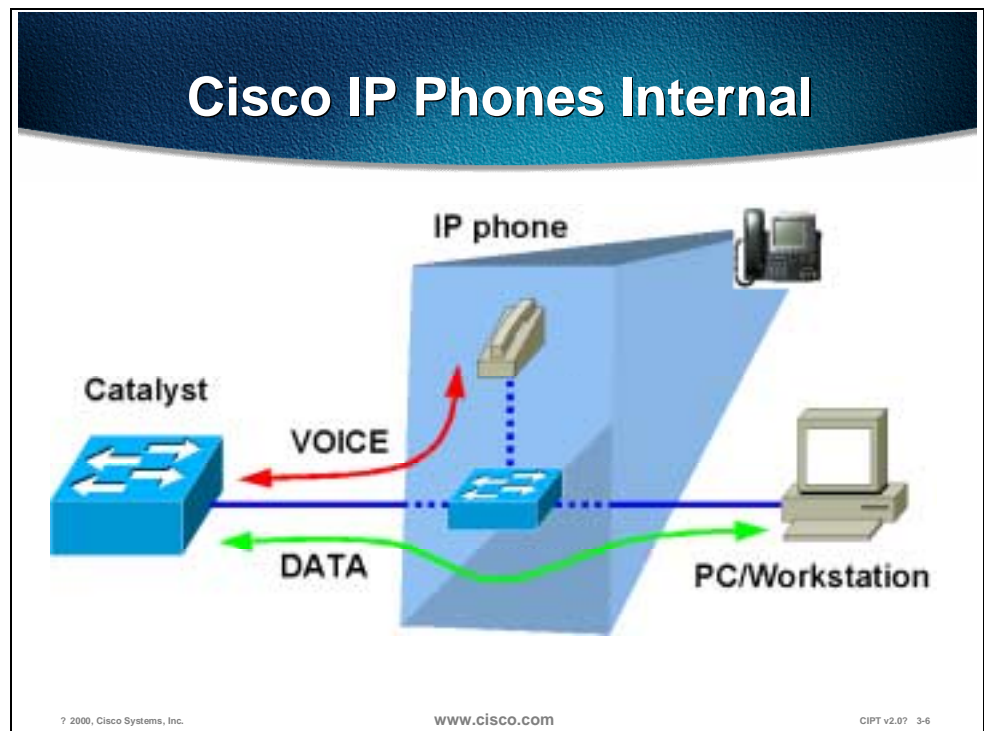 Cisco IP Phones Internal
IP phone
Catalyst
VOICE
DATA
PC/Workstation
? 2000, Cisco Systems, Inc.
www.cisco.com
CIPT v2.0? 3-6